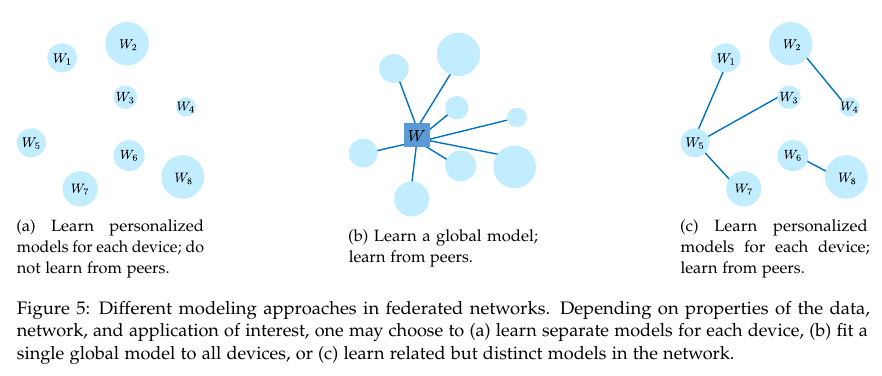 W1
W2
W3
W4
W5
W6
W7
W8
(a) Learn personalized
models for each device; do
not learn from peers.
W
(b) Learn a global model;
learn from peers.
W1
W2
W3
W4
W5
W6
W7
W8
(c) Learn personalized
models for each device;
learn from peers.
Figure 5: Different modeling approaches in federated networks. Depending on properties of the data,
network, and application of interest, one may choose to (a) learn separate models for each device, (b) fit a
single global model to all devices, or (c) learn related but distinct models in the network.